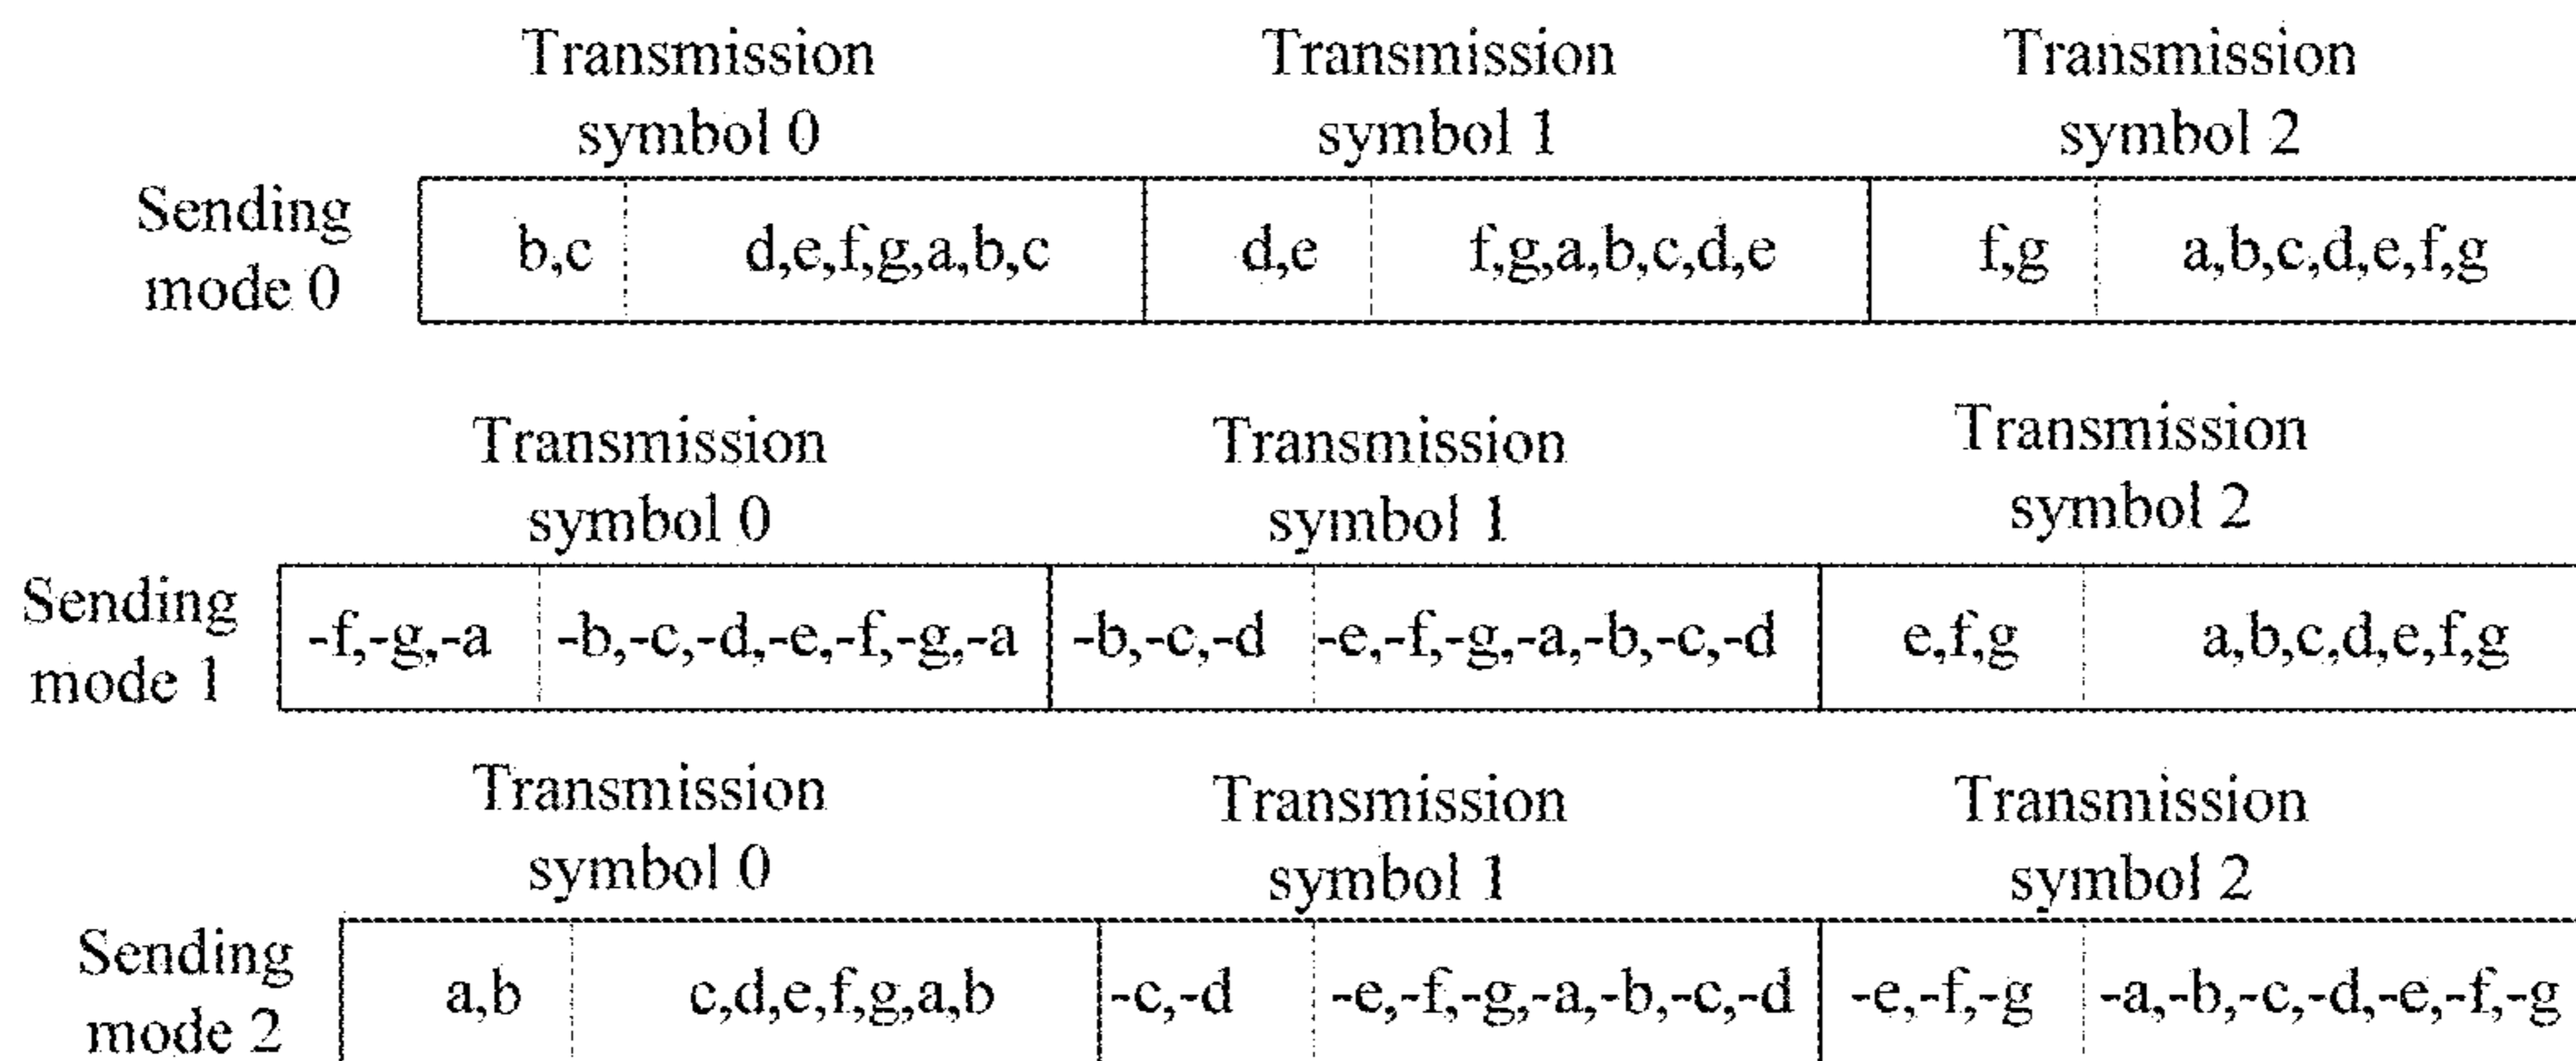 Transmission symbol 0
Transmission symbol 1
Transmission symbol 2
Sending mode 0
b,c
d,e,f,g,a,b,c
d,e
f,g,a,b,c,d,e
f,g
a,b,c,d,e,f,g
Transmission symbol 0
Transmission symbol 1
Transmission symbol 2
Sending mode 1
-f,-g,-a
-b,-c,-d,-e,-f,-g,-a
-b,-c,-d
-e,-f,-g,-a,-b,-c,-d
e,f,g
a,b,c,d,e,f,g
Transmission symbol 0
Transmission symbol 1
Transmission symbol 2
Sending mode 2
a,b
c,d,e,f,g,a,b
-c,-d
-e,-f,-g,-a,-b,-c,-d
-e,-f,-g
-a,-b,-c,-d,-e,-f,-g